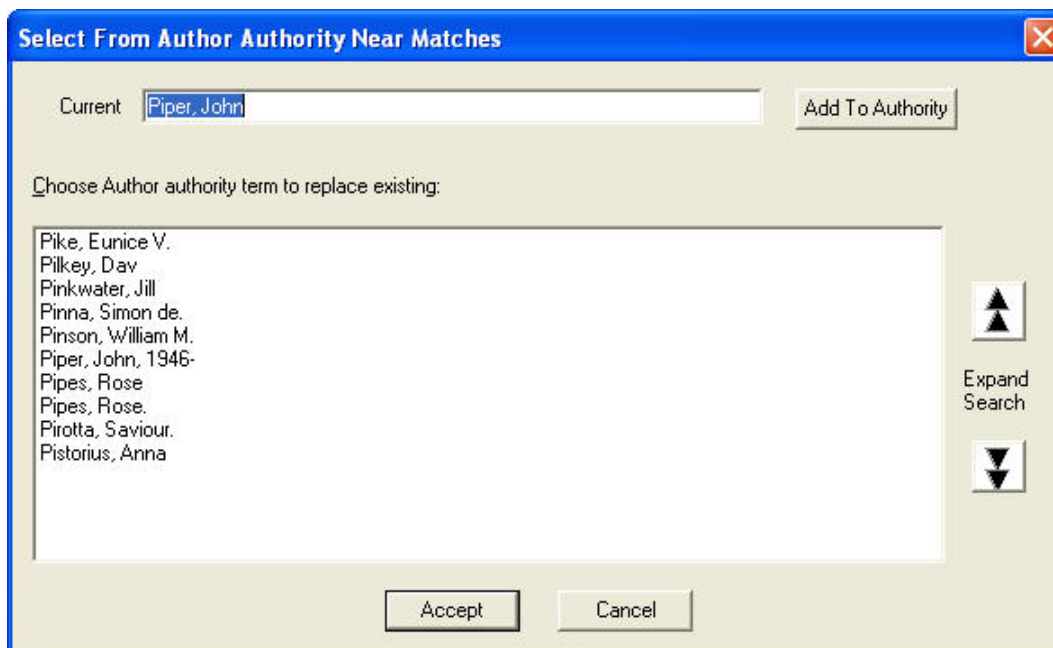 Select From Author Authority Near Matches
Current Piper, John Add To Authority
Choose Author authority term to replace existing:
Pike, Eunice V.
Pilkey, Dav
Pinkwater, Jill
Pinna, Simon de.
Pinson, William M.
Piper, John, 1946-
Pipes, Rose
Pipes, Rose.
Pirotta, Saviour.
Pistorius, Anna
Expand
Search
Accept Cancel